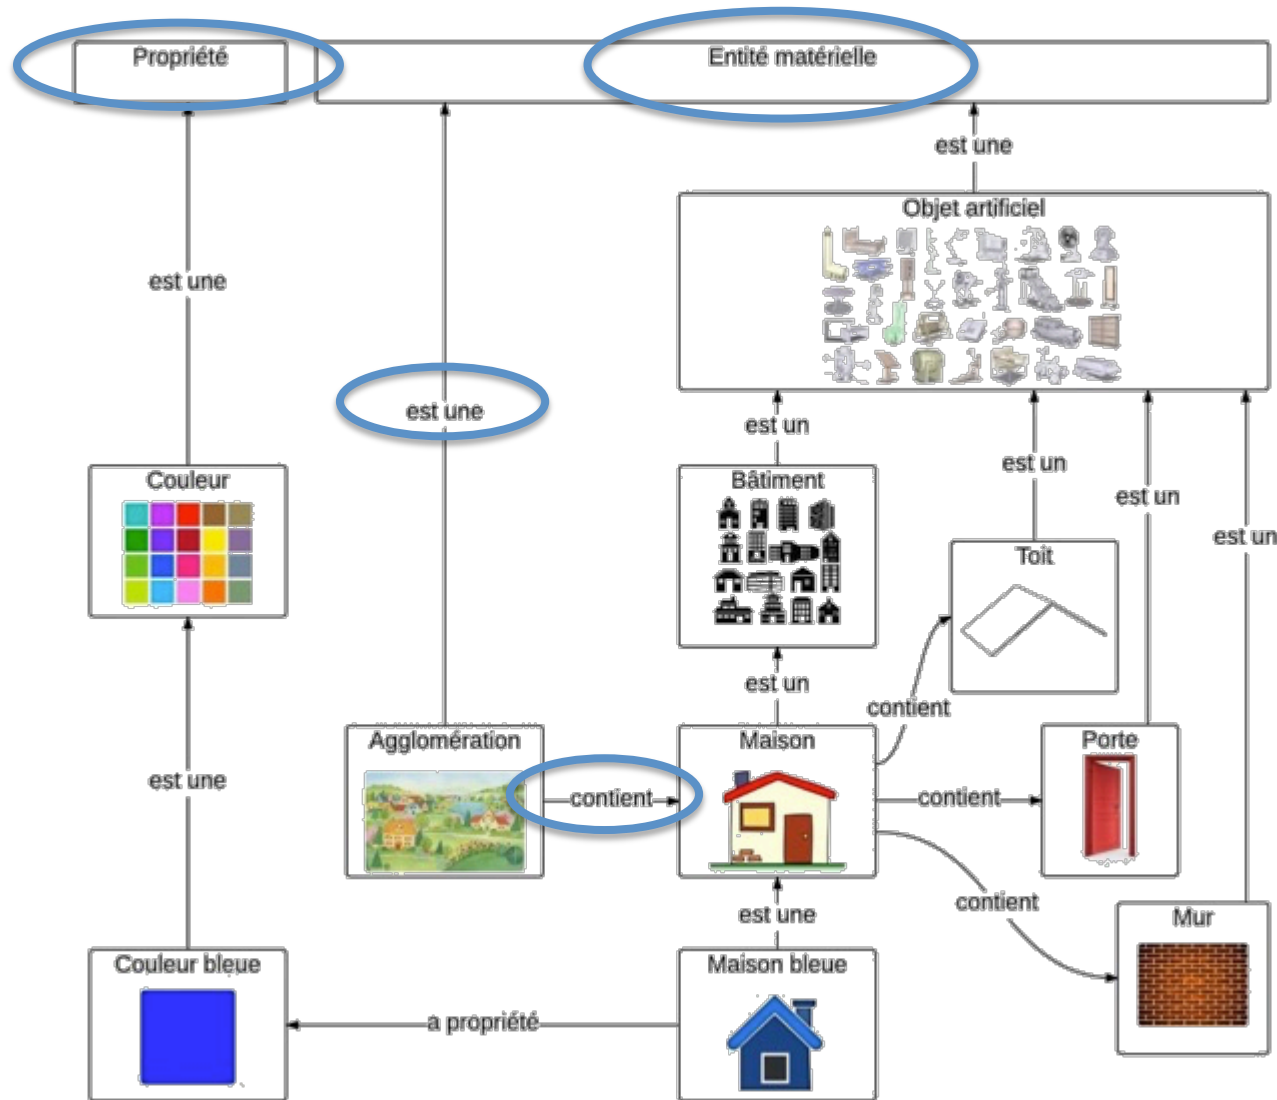 Propriété
Entité matérielle
est une
Objet artificiel
est une
est une
est un
est un
est un
est un
Couleur
Bâtiment
Toit
est un
contient
Agglomération
Maison
Porte
est une
contient
contient
contient
est une
Mur
Couleur bleue
Maison bleue
a propriété